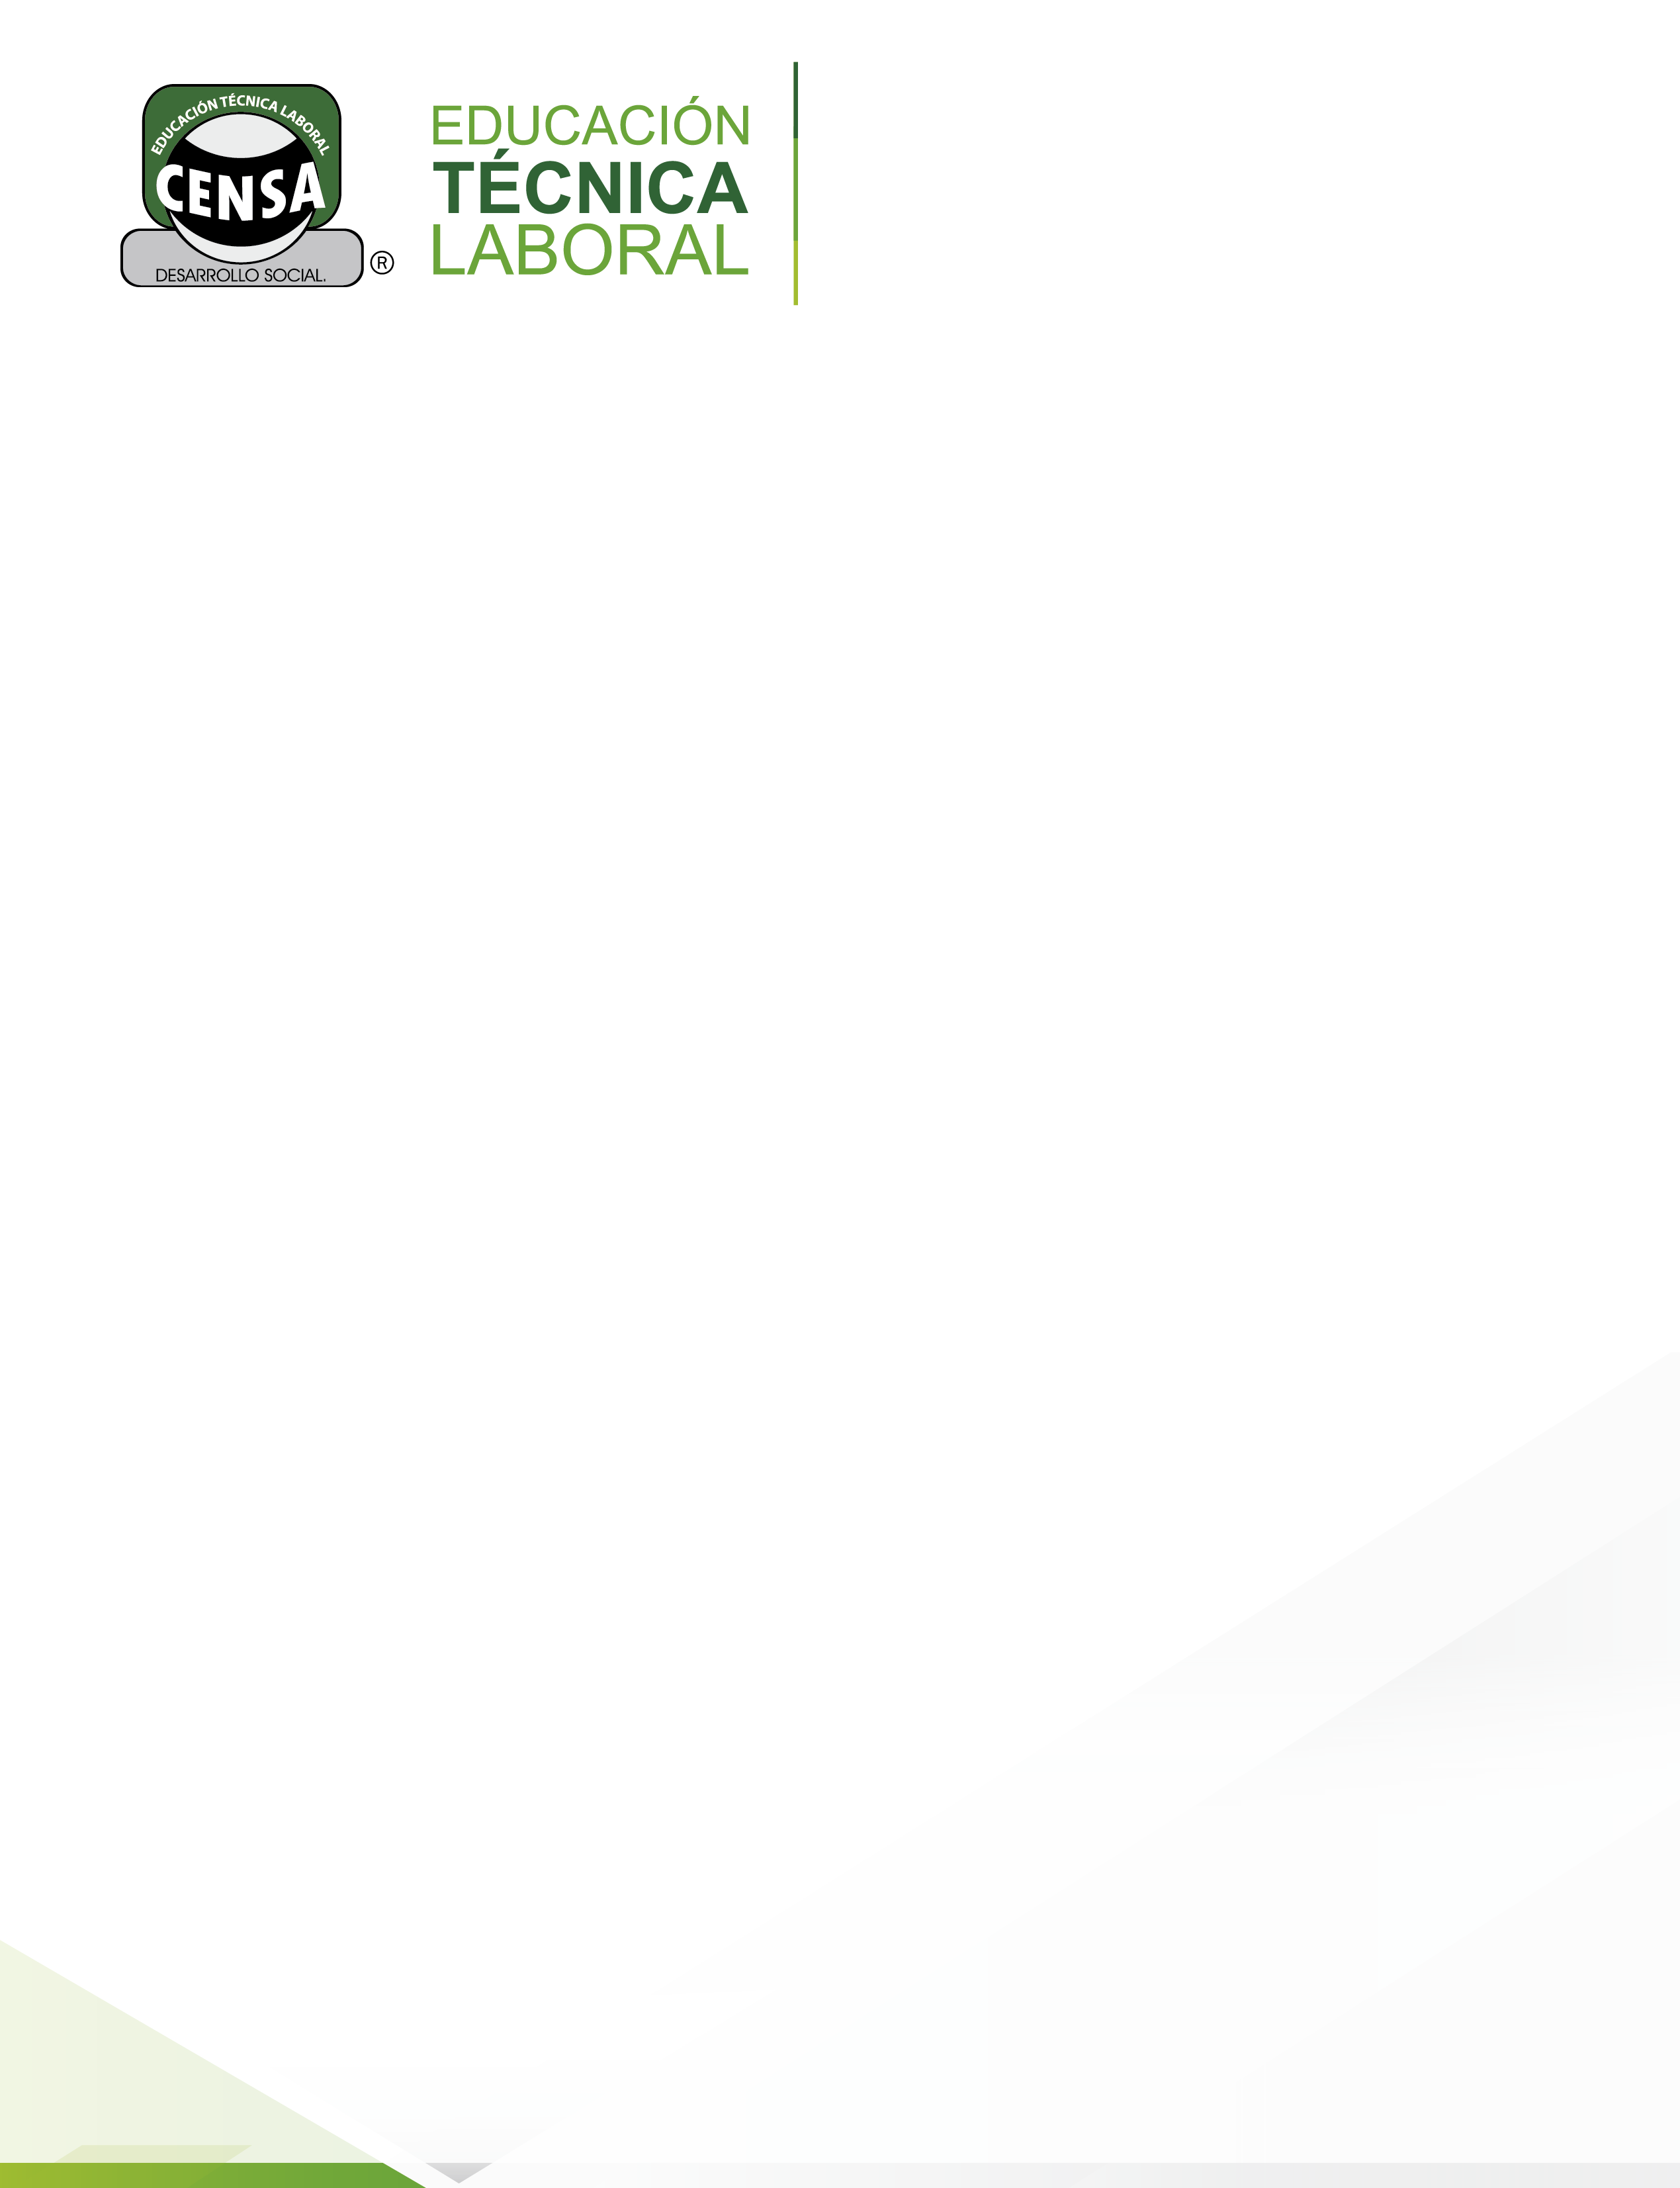 EDUCACIÓN TÉCNICA LABORAL
CENSA
DESARROLLO SOCIAL.
®
EDUCACIÓN
TÉCNICA
LABORAL